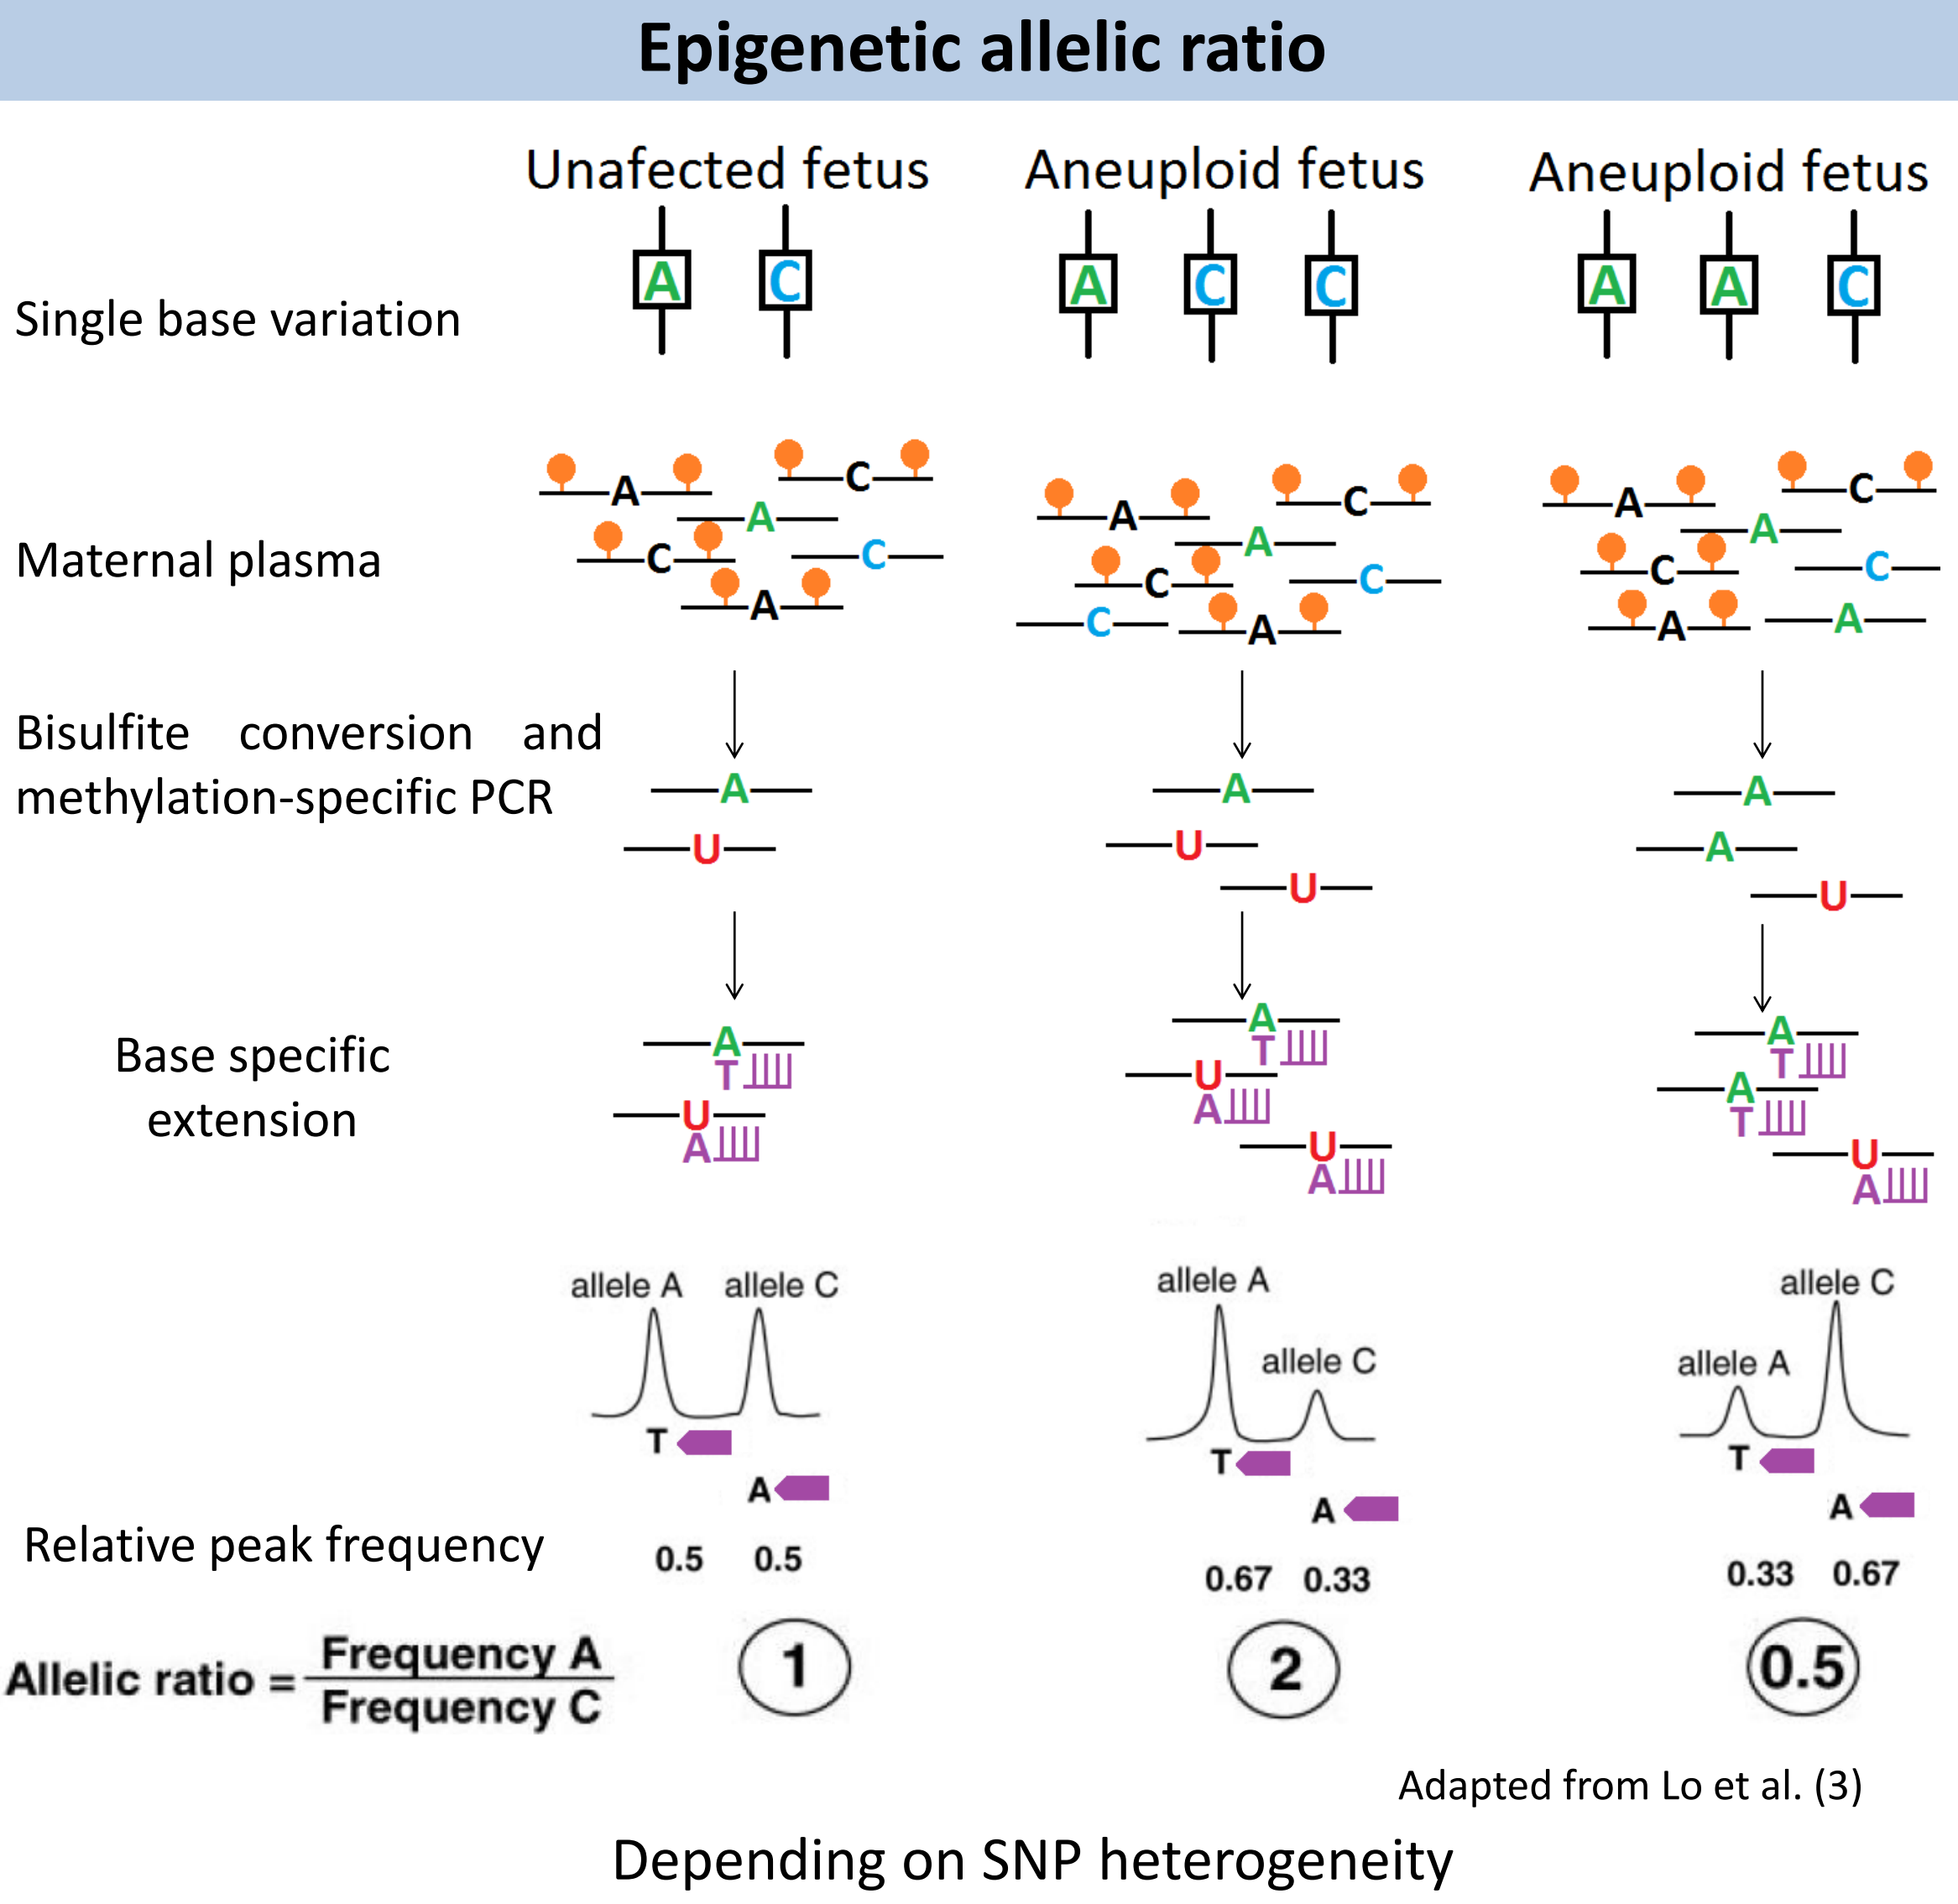 Epigenetic allelic ratio
Unafected fetus Aneuploid fetus Aneuploid fetus
Single base variation
A C A C C A A C
Maternal plasma
A C
A
C C
A
A C
A
C C
C A
A C
A
C C
A A
Bisulfite conversion and
methylation-specific PCR
A A A
U U A
U U
Base specific
extension
A
T
U
A
A
T
U
A
U
A
A
T
A
T
U
A
allele A allele C
allele A
allele C
allele C
allele A
T T T
A A A
Relative peak frequency
0.5 0.5 0.67 0.33 0.33 0.67
Allelic ratio = Frequency A
Frequency C
1 2 0.5
Adapted from Lo et al. (3)
Depending on SNP heterogeneity